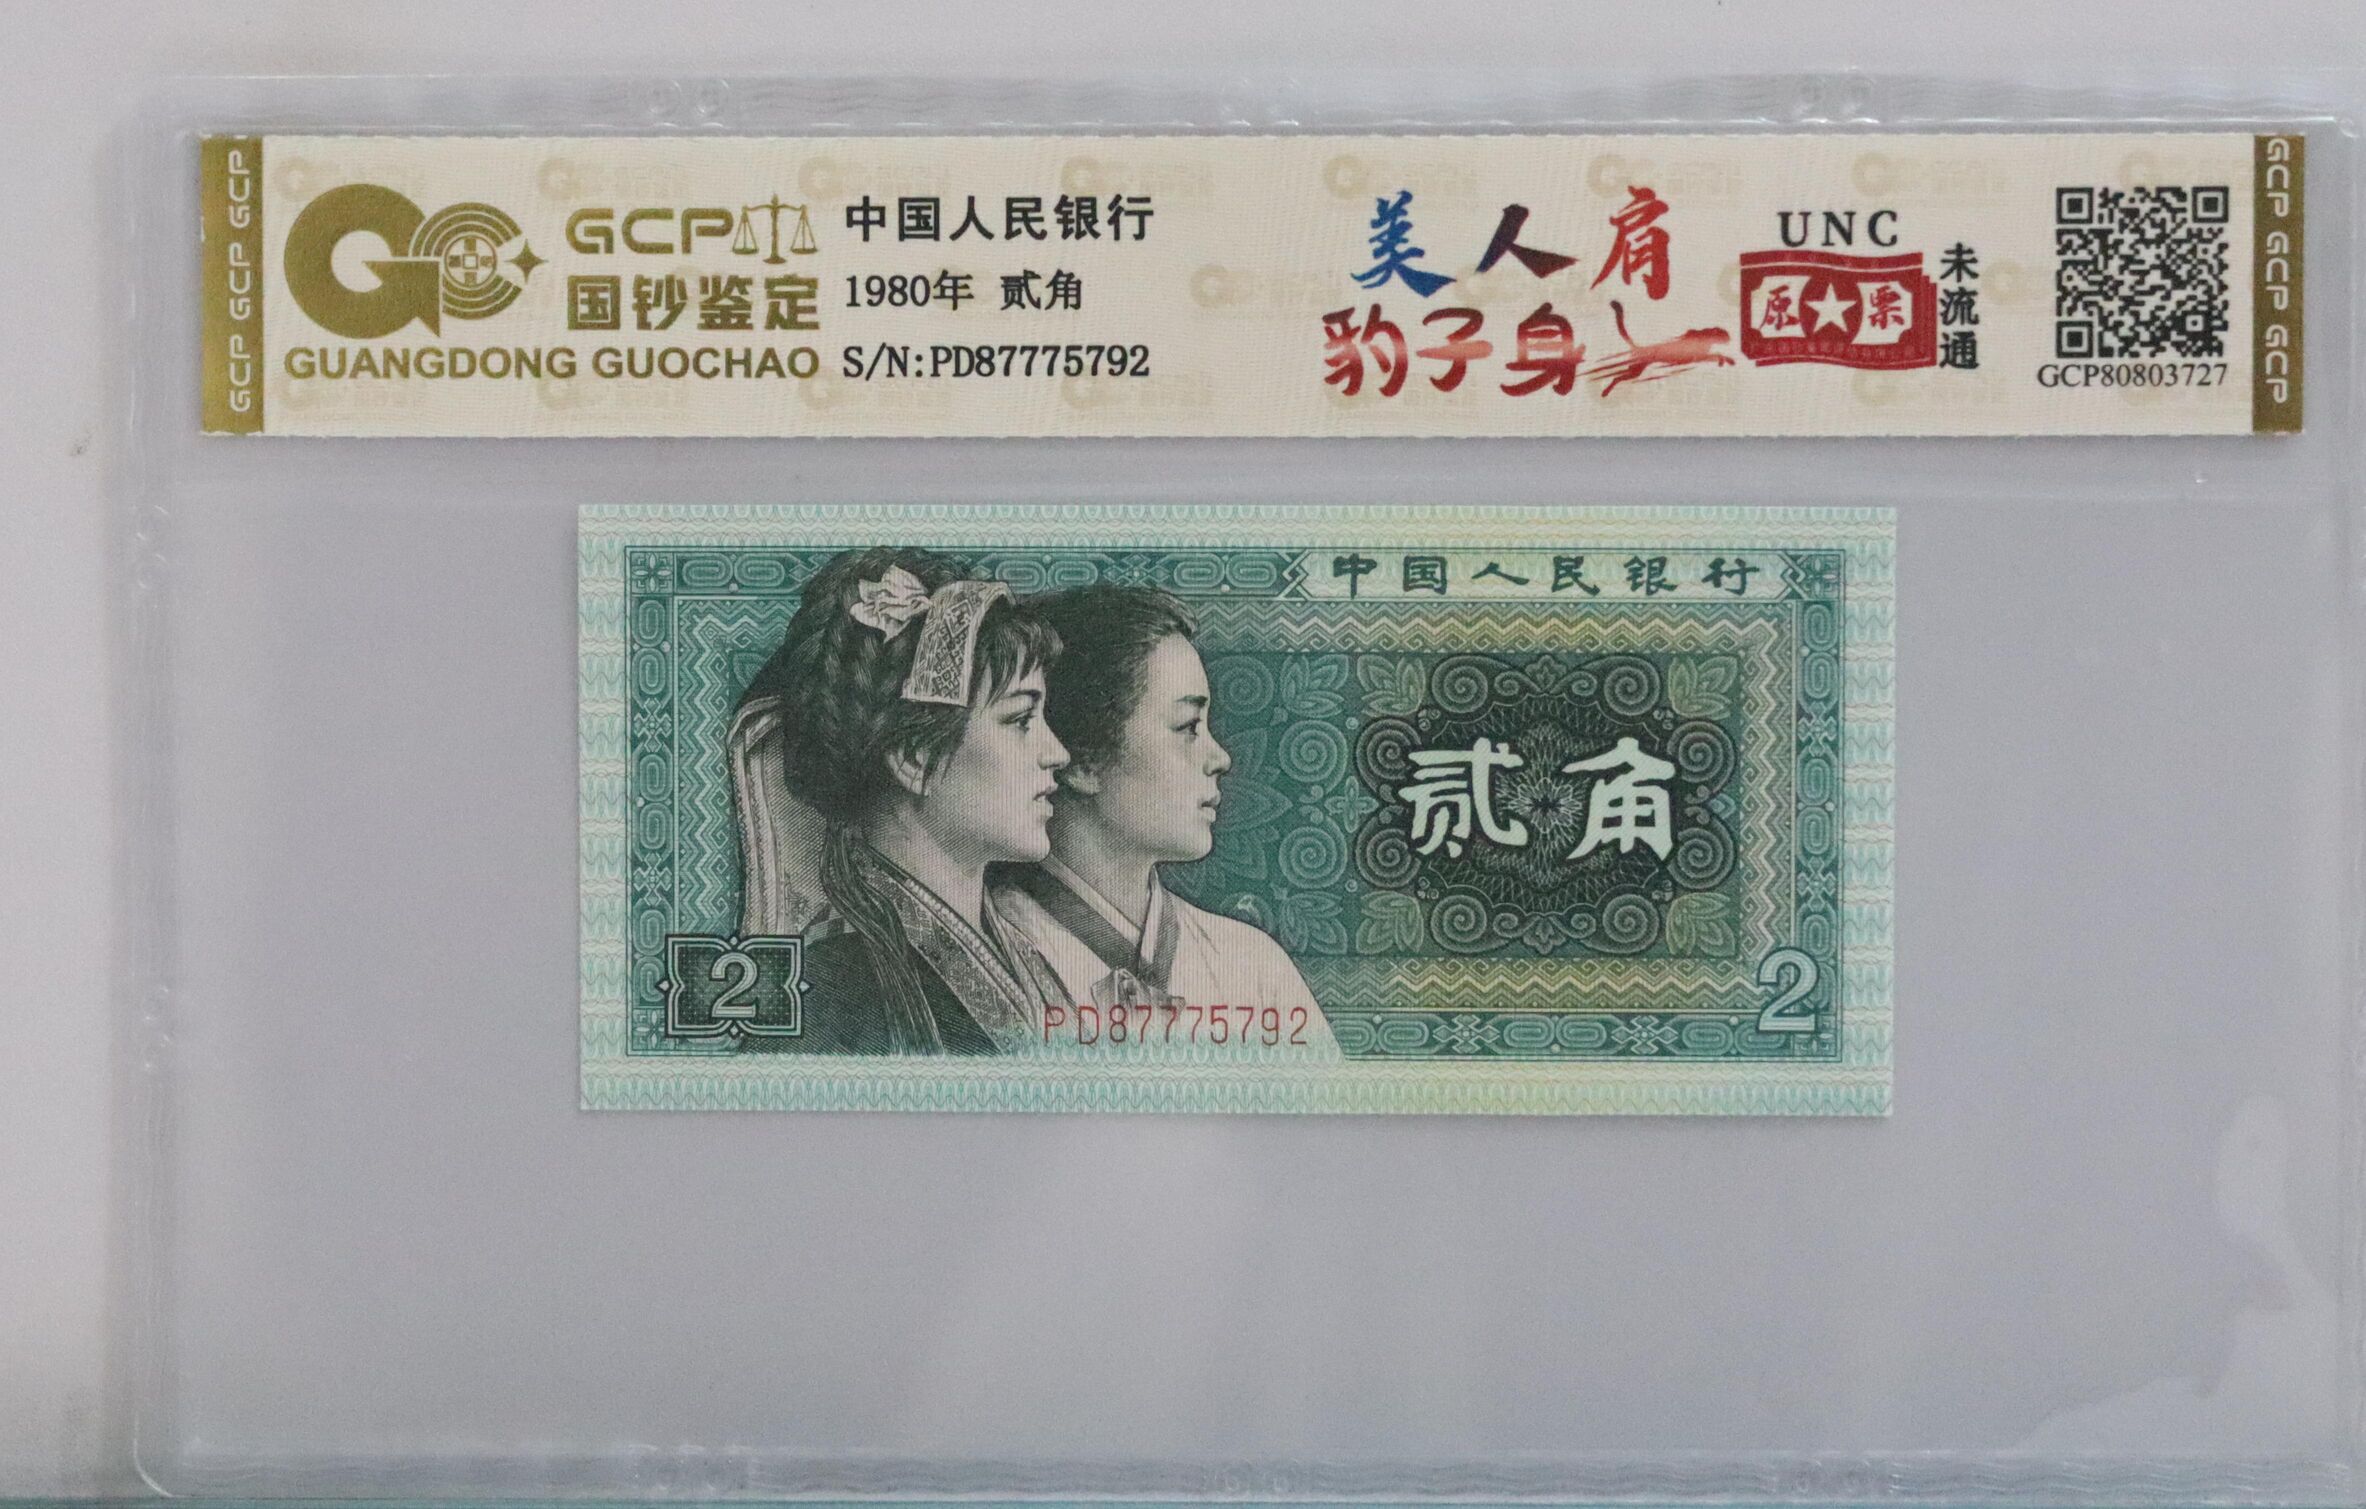 GCP GCP GCP GCP
GCP
国钞鉴定
GUANGDONG GUOCHAO
中国人民银行
1980年 贰角
S/N:PD87775792
美人肩
豹子身
UNC
原票
未流通
GCP80803727
GCP GCP GCP
中国人民银行
贰角
2
2
PD87775792